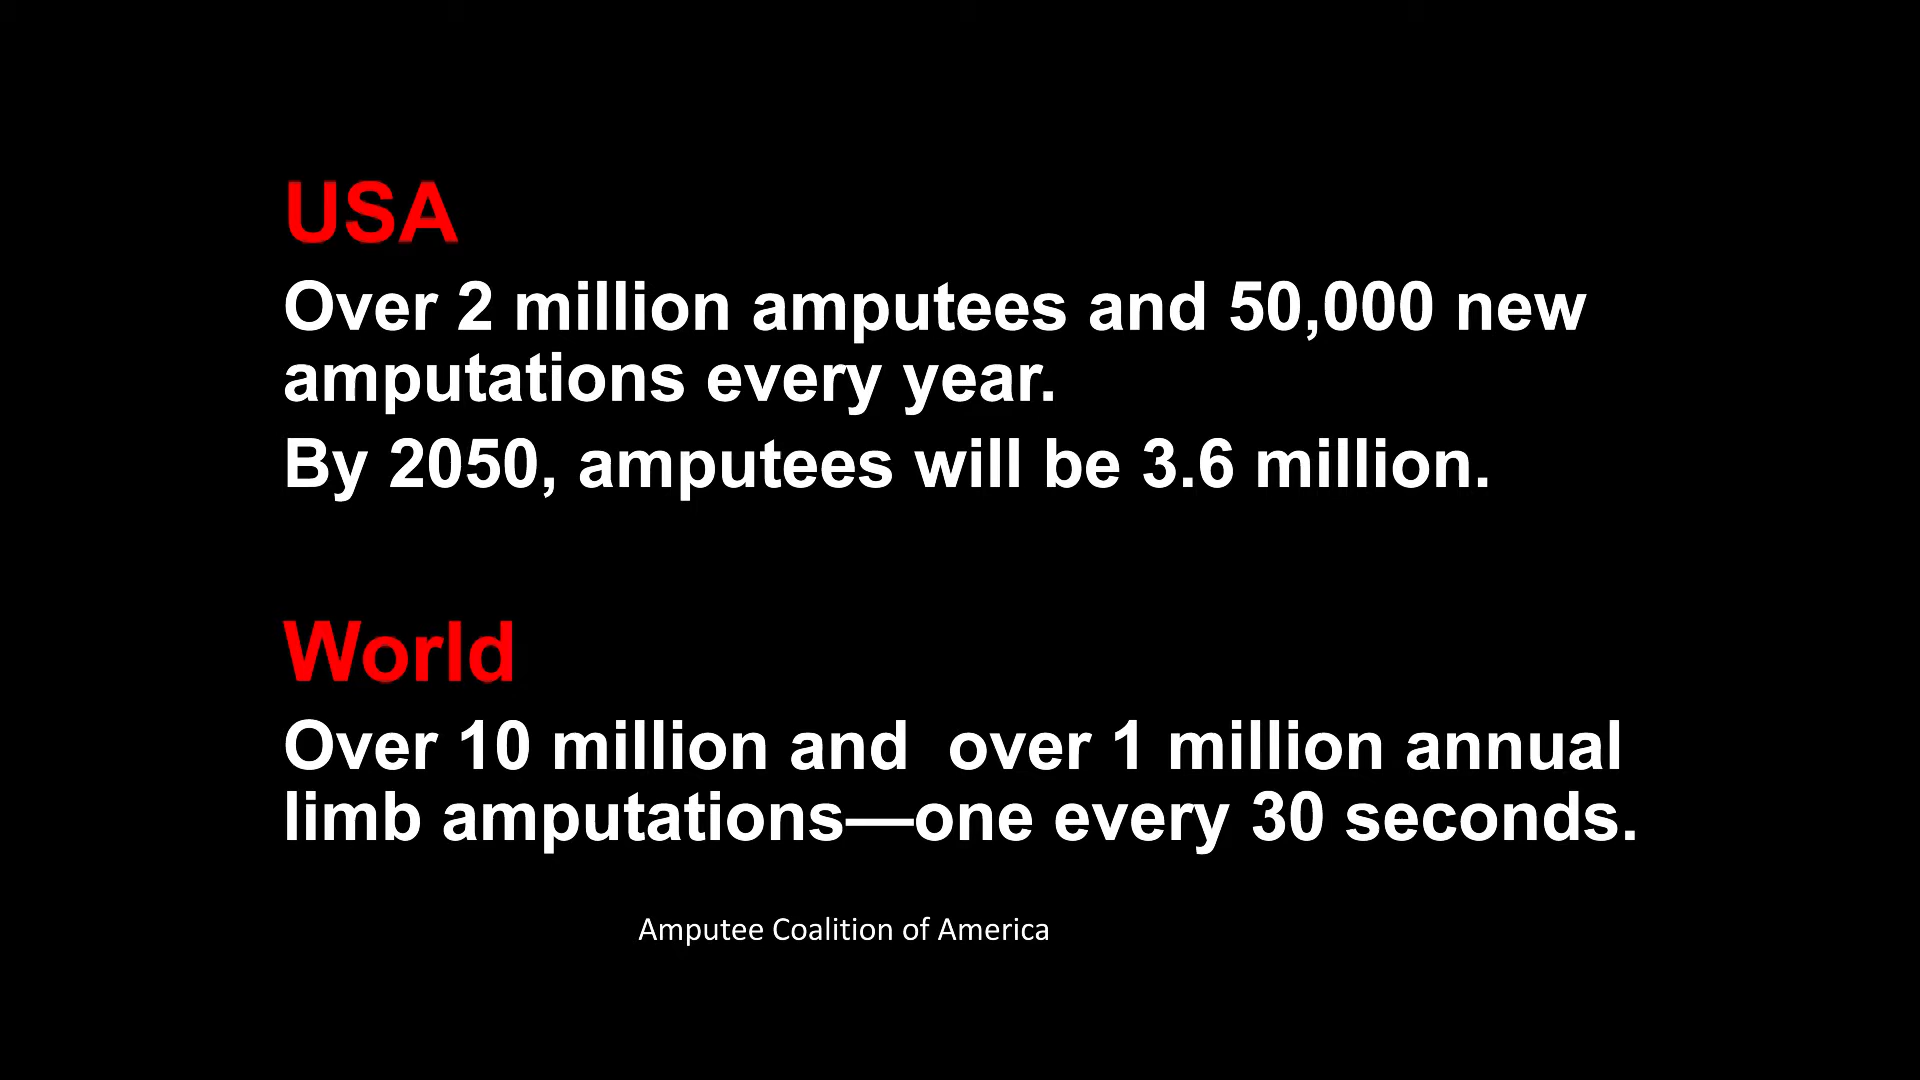 USA
Over 2 million amputees and 50,000 new
amputations every year.
By 2050, amputees will be 3.6 million.
World
Over 10 million and  over 1 million annual
limb amputations—one every 30 seconds.
Amputee Coalition of America